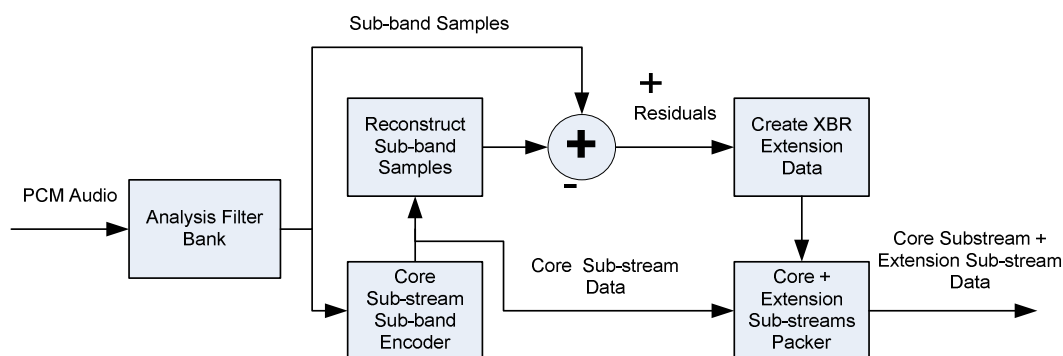 Sub-band Samples
+
Residuals
Reconstruct
Sub-band
Samples
+
-
Create XBR
Extension
Data
PCM Audio
Analysis Filter
Bank
Core
Sub-stream
Sub-band
Encoder
Core Sub-stream
Data
Core +
Extension
Sub-streams
Packer
Core Substream +
Extension Sub-stream
Data